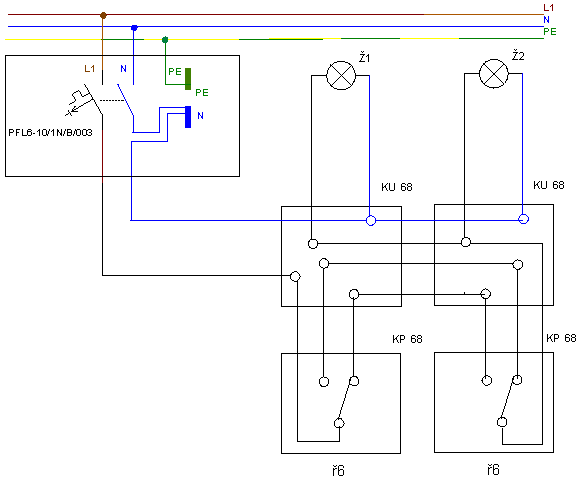 L1
N
PE
L1 N PE
PE
N
PFL6-10/1N/B/003
Ž1
Ž2
KU 68
KU 68
KP 68
KP 68
ř6
ř6